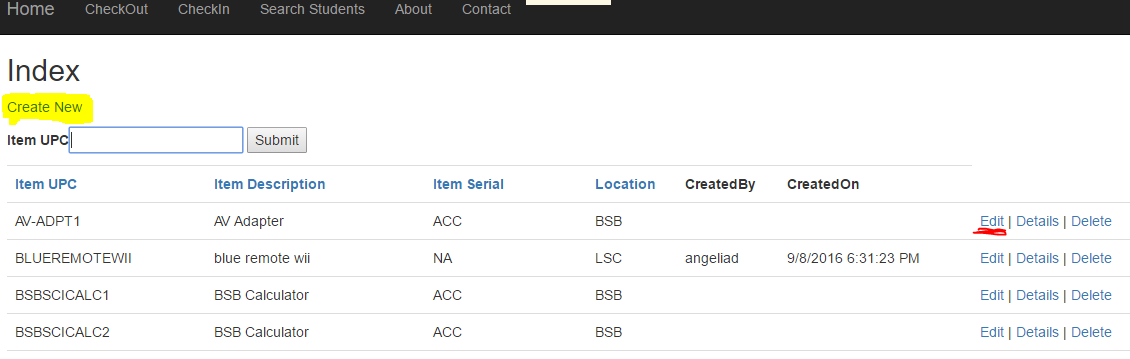 Home CheckOut CheckIn Search Students About Contact
Index
Create New
Item UPC Submit
Item UPC Item Description Item Serial Location CreatedBy CreatedOn
AV-ADPT1 AV Adapter ACC BSB Edit | Details | Delete
BLUEREMOTEWII blue remote wii NA LSC angeliad 9/8/2016 6:31:23 PM Edit | Details | Delete
BSBSCICALC1 BSB Calculator ACC BSB Edit | Details | Delete
BSBSCICALC2 BSB Calculator ACC BSB Edit | Details | Delete